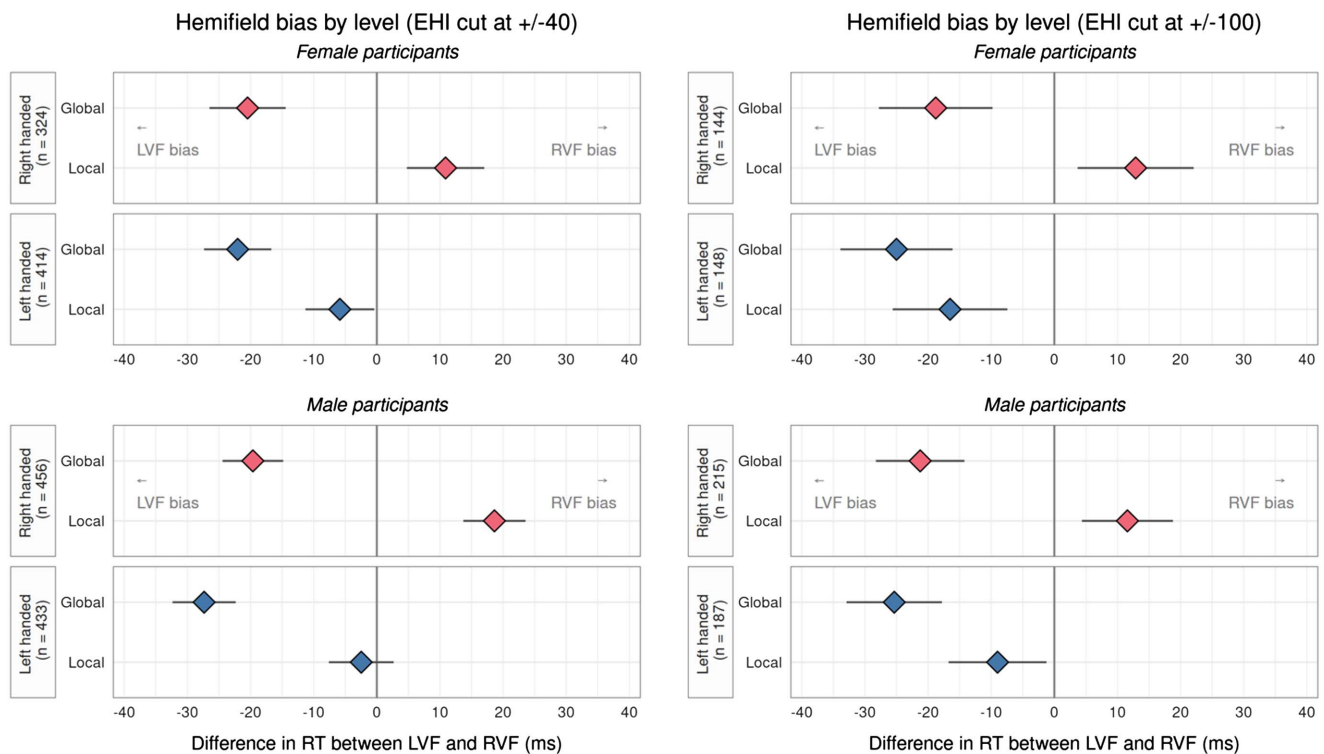 Hemifield bias by level (EHI cut at +/-40)
Female participants
Right handed
(n = 324)
Global
Local
←
LVF bias
→
RVF bias
Left handed
(n = 414)
Global
Local
-40 -30 -20 -10 0 10 20 30 40
Male participants
Right handed
(n = 456)
Global
Local
←
LVF bias
→
RVF bias
Left handed
(n = 433)
Global
Local
-40 -30 -20 -10 0 10 20 30 40
Difference in RT between LVF and RVF (ms)
Hemifield bias by level (EHI cut at +/-100)
Female participants
Right handed
(n = 144)
Global
Local
←
LVF bias
→
RVF bias
Left handed
(n = 148)
Global
Local
-40 -30 -20 -10 0 10 20 30 40
Male participants
Right handed
(n = 215)
Global
Local
←
LVF bias
→
RVF bias
Left handed
(n = 187)
Global
Local
-40 -30 -20 -10 0 10 20 30 40
Difference in RT between LVF and RVF (ms)